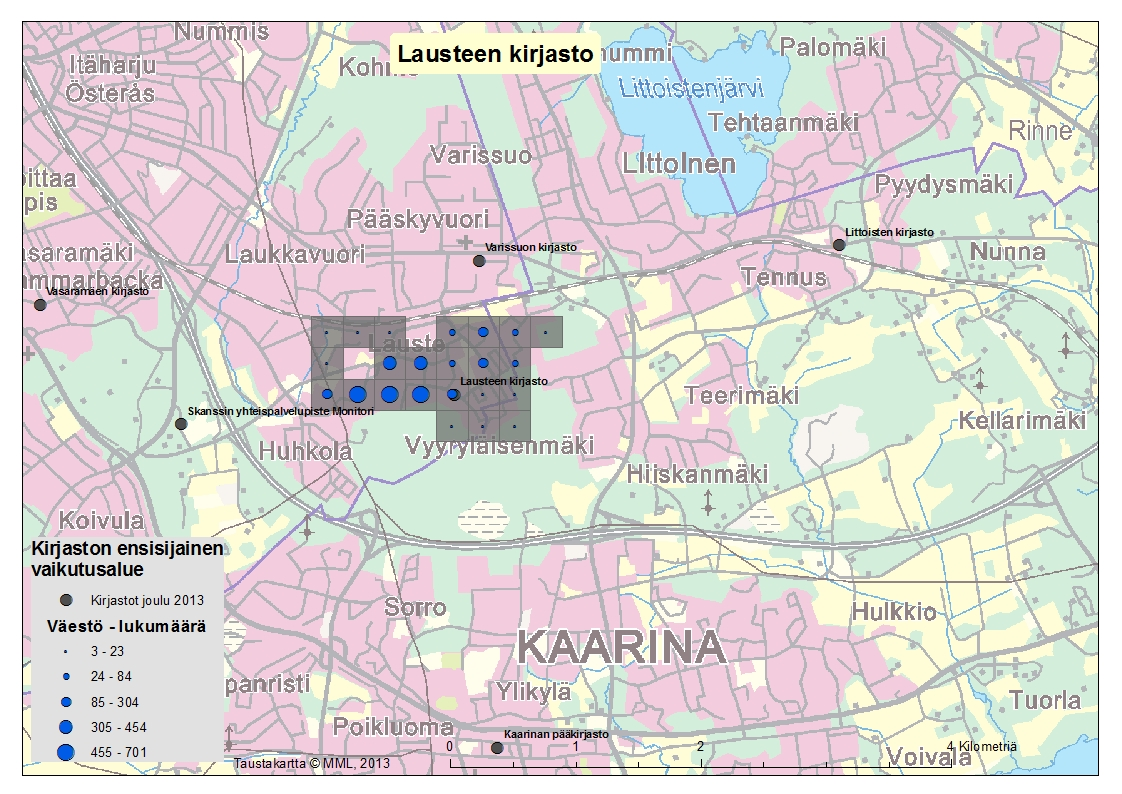 Nummis
Lausteen kirjasto
nummi
Palomäki
Itäharju
Österås
Kohmo
Littoistenjärvi
Tehtaanmäki
Rinne
Varissuo
LIttoInen
Pyydysmäki
Pääskyvuori
Littoisten kirjasto
Varissuon kirjasto
Laukkavuori
Nunna
Tennus
Vasaramäen kirjasto
Lauste
Lausteen kirjasto
Teerimäki
Skanssin yhteispalvelupiste Monitori
Kellarimäki
Huhkola
Vyyryläisenmäki
Hiiskanmäki
Koivula
Kirjaston ensisijainen
vaikutusalue
Kirjastot joulu 2013
Väestö - lukumäärä
3 - 23
24 - 84
85 - 304
305 - 454
455 - 701
Sorro
Hulkkio
KAARINA
Ylikylä
Tuorla
Poikluoma
Kaarinan pääkirjasto
0 1 2 4 Kilometriä
Voivala
Taustakartta © MML, 2013